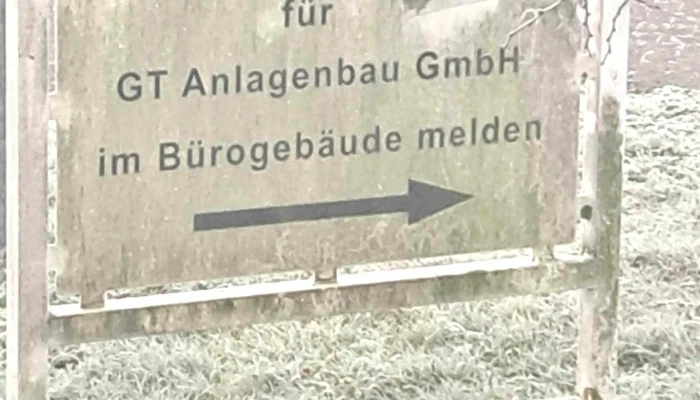 für
GT Anlagenbau GmbH
im Bürogebäude melden